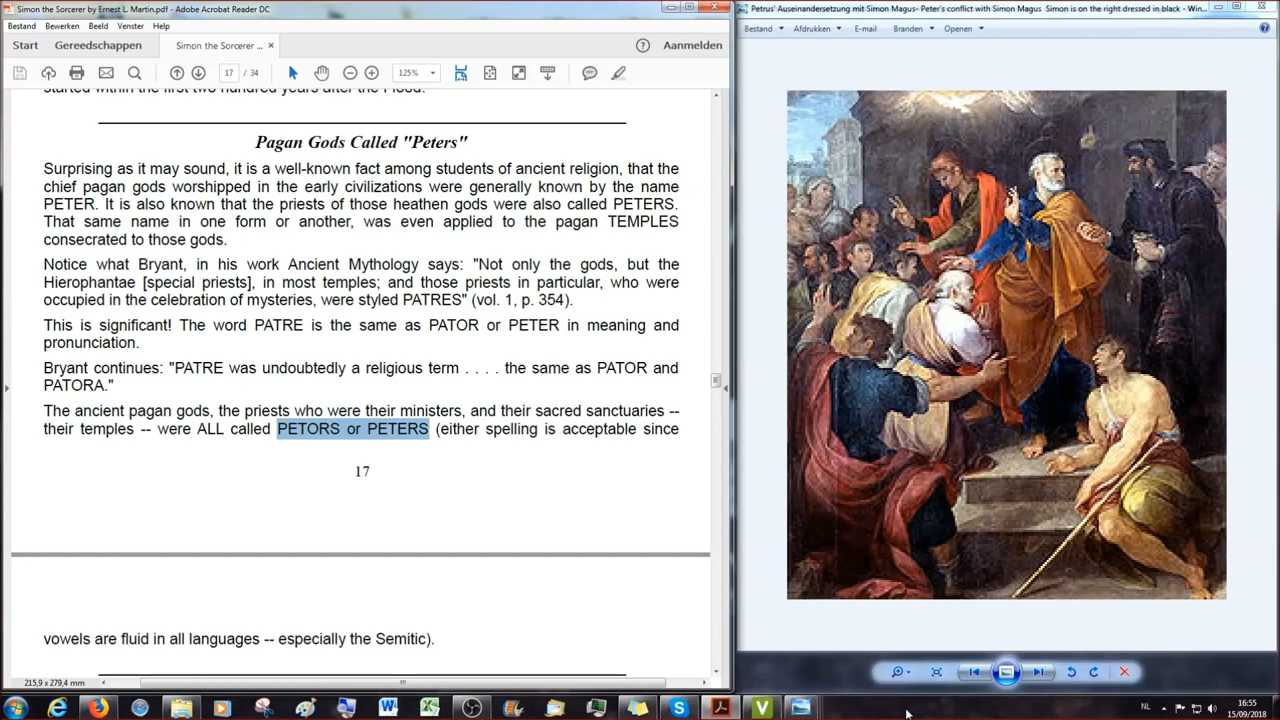 Simon the Sorcerer by Ernest L. Martin.pdf - Adobe Acrobat Reader DC
Bestand Bewerken Beeld Venster Help
Start Gereedschappen Simon the Sorcerer ... × Aanmelden
17 / 34 125%
started within the first two hundred years after the Flood.
Pagan Gods Called "Peters"
Surprising as it may sound, it is a well-known fact among students of ancient religion, that the
chief pagan gods worshipped in the early civilizations were generally known by the name
PETER. It is also known that the priests of those heathen gods were also called PETERS.
That same name in one form or another, was even applied to the pagan TEMPLES
consecrated to those gods.
Notice what Bryant, in his work Ancient Mythology says: "Not only the gods, but the
Hierophantae [special priests], in most temples; and those priests in particular, who were
occupied in the celebration of mysteries, were styled PATRES" (vol. 1, p. 354).
This is significant! The word PATRE is the same as PATOR or PETER in meaning and
pronunciation.
Bryant continues: "PATRE was undoubtedly a religious term . . . . the same as PATOR and
PATORA."
The ancient pagan gods, the priests who were their ministers, and their sacred sanctuaries --
their temples -- were ALL called PETORS or PETERS (either spelling is acceptable since
17
vowels are fluid in all languages -- especially the Semitic).
215,9 x 279,4 mm
Petrus' Auseinandersetzung mit Simon Magus- Peter's conflict with Simon Magus Simon is on the right dressed in black - Win...
Bestand Afdrukken E-mail Branden Openen
NL 16:55
15/09/2018